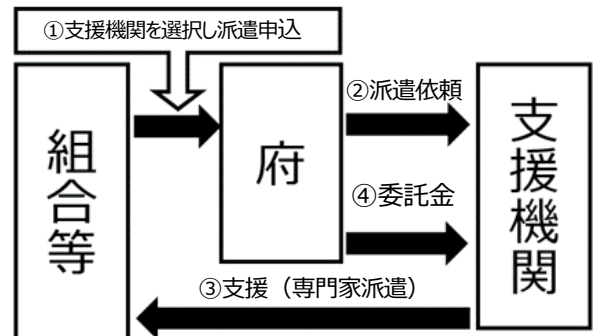 ①支援機関を選択し派遣申込
組合等
府
②派遣依頼
④委託金
支援機関
③支援（専門家派遣）